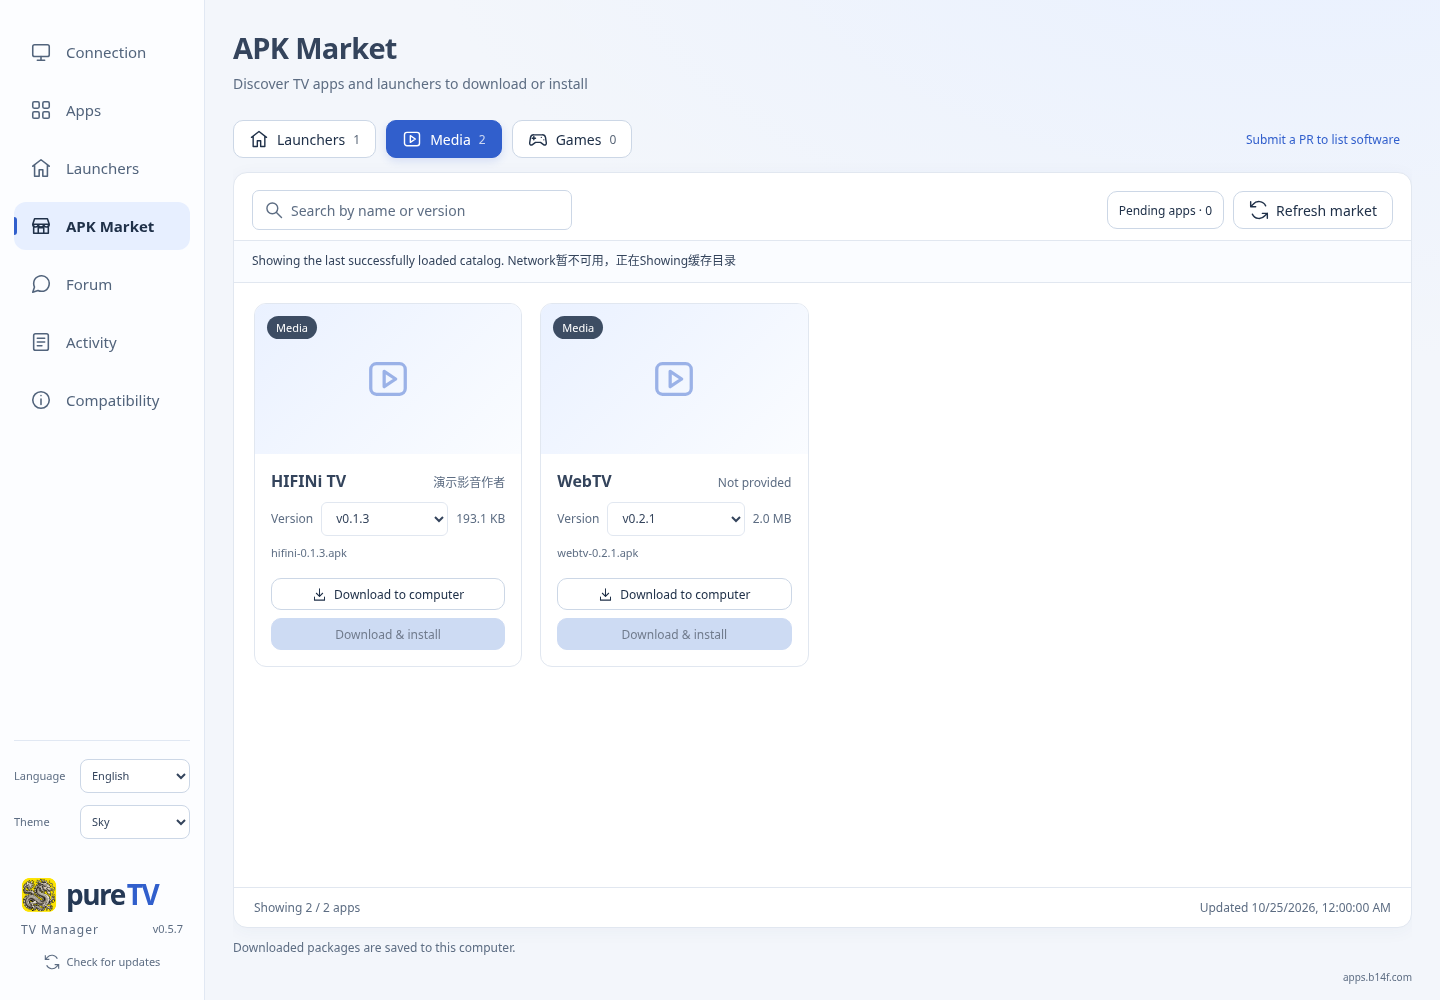 Connection
Apps
Launchers
APK Market
Forum
Activity
Compatibility
Language English
Theme Sky
pureTV
TV Manager v0.5.7
Check for updates
APK Market
Discover TV apps and launchers to download or install
Launchers 1 Media 2 Games 0 Submit a PR to list software
Search by name or version Pending apps · 0 Refresh market
Showing the last successfully loaded catalog. Network暂不可用，正在Showing缓存目录
Media
HIFINi TV 演示影音作者
Version v0.1.3 193.1 KB
hifini-0.1.3.apk
Download to computer
Download & install
Media
WebTV Not provided
Version v0.2.1 2.0 MB
webtv-0.2.1.apk
Download to computer
Download & install
Showing 2 / 2 apps Updated 10/25/2026, 12:00:00 AM
Downloaded packages are saved to this computer.
apps.b14f.com